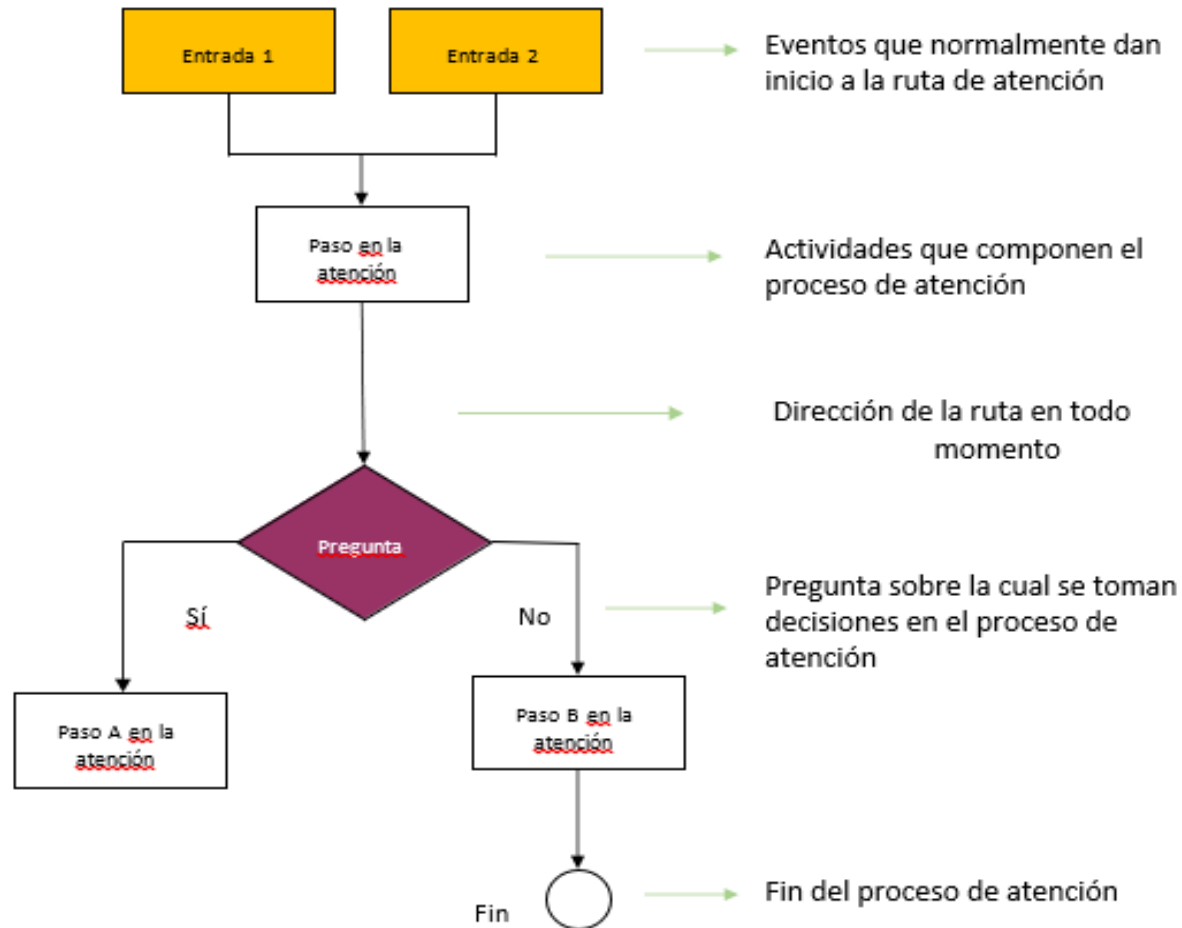 Entrada 1
Entrada 2
Eventos que normalmente dan
inicio a la ruta de atención
Paso en la
atención
Actividades que componen el
proceso de atención
Dirección de la ruta en todo
momento
Pregunta
Sí
No
Pregunta sobre la cual se toman
decisiones en el proceso de
atención
Paso A en la
atención
Paso B en la
atención
Fin
Fin del proceso de atención